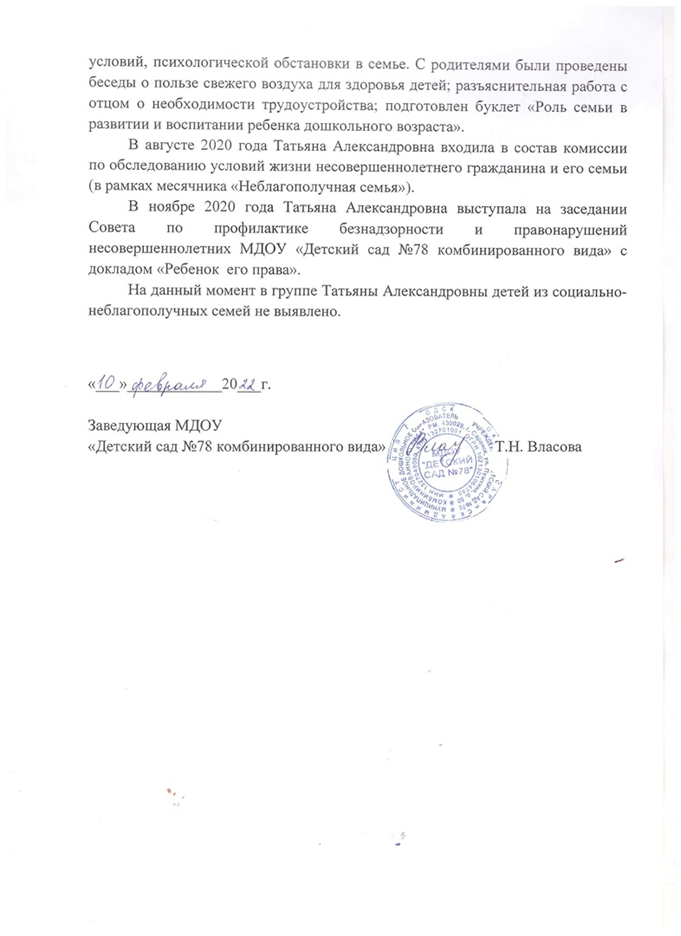 условий, психологической обстановки в семье. С родителями были проведены
беседы о пользе свежего воздуха для здоровья детей; разъяснительная работа с
отцом о необходимости трудоустройства; подготовлен буклет «Роль семьи в
развитии и воспитании ребенка дошкольного возраста».
В августе 2020 года Татьяна Александровна входила в состав комиссии
по обследованию условий жизни несовершеннолетнего гражданина и его семьи
(в рамках месячника «Неблагополучная семья»).
В ноябре 2020 года Татьяна Александровна выступала на заседании
Совета по профилактике безнадзорности и правонарушений
несовершеннолетних МДОУ «Детский сад №78 комбинированного вида» с
докладом «Ребенок его права».
На данный момент в группе Татьяны Александровны детей из социально-
неблагополучных семей не выявлено.
«10» февраля 2022 г.
Заведующая МДОУ
«Детский сад №78 комбинированного вида» Т.Н. Власова
МДОУ
"ДЕТСКИЙ
САД №78"